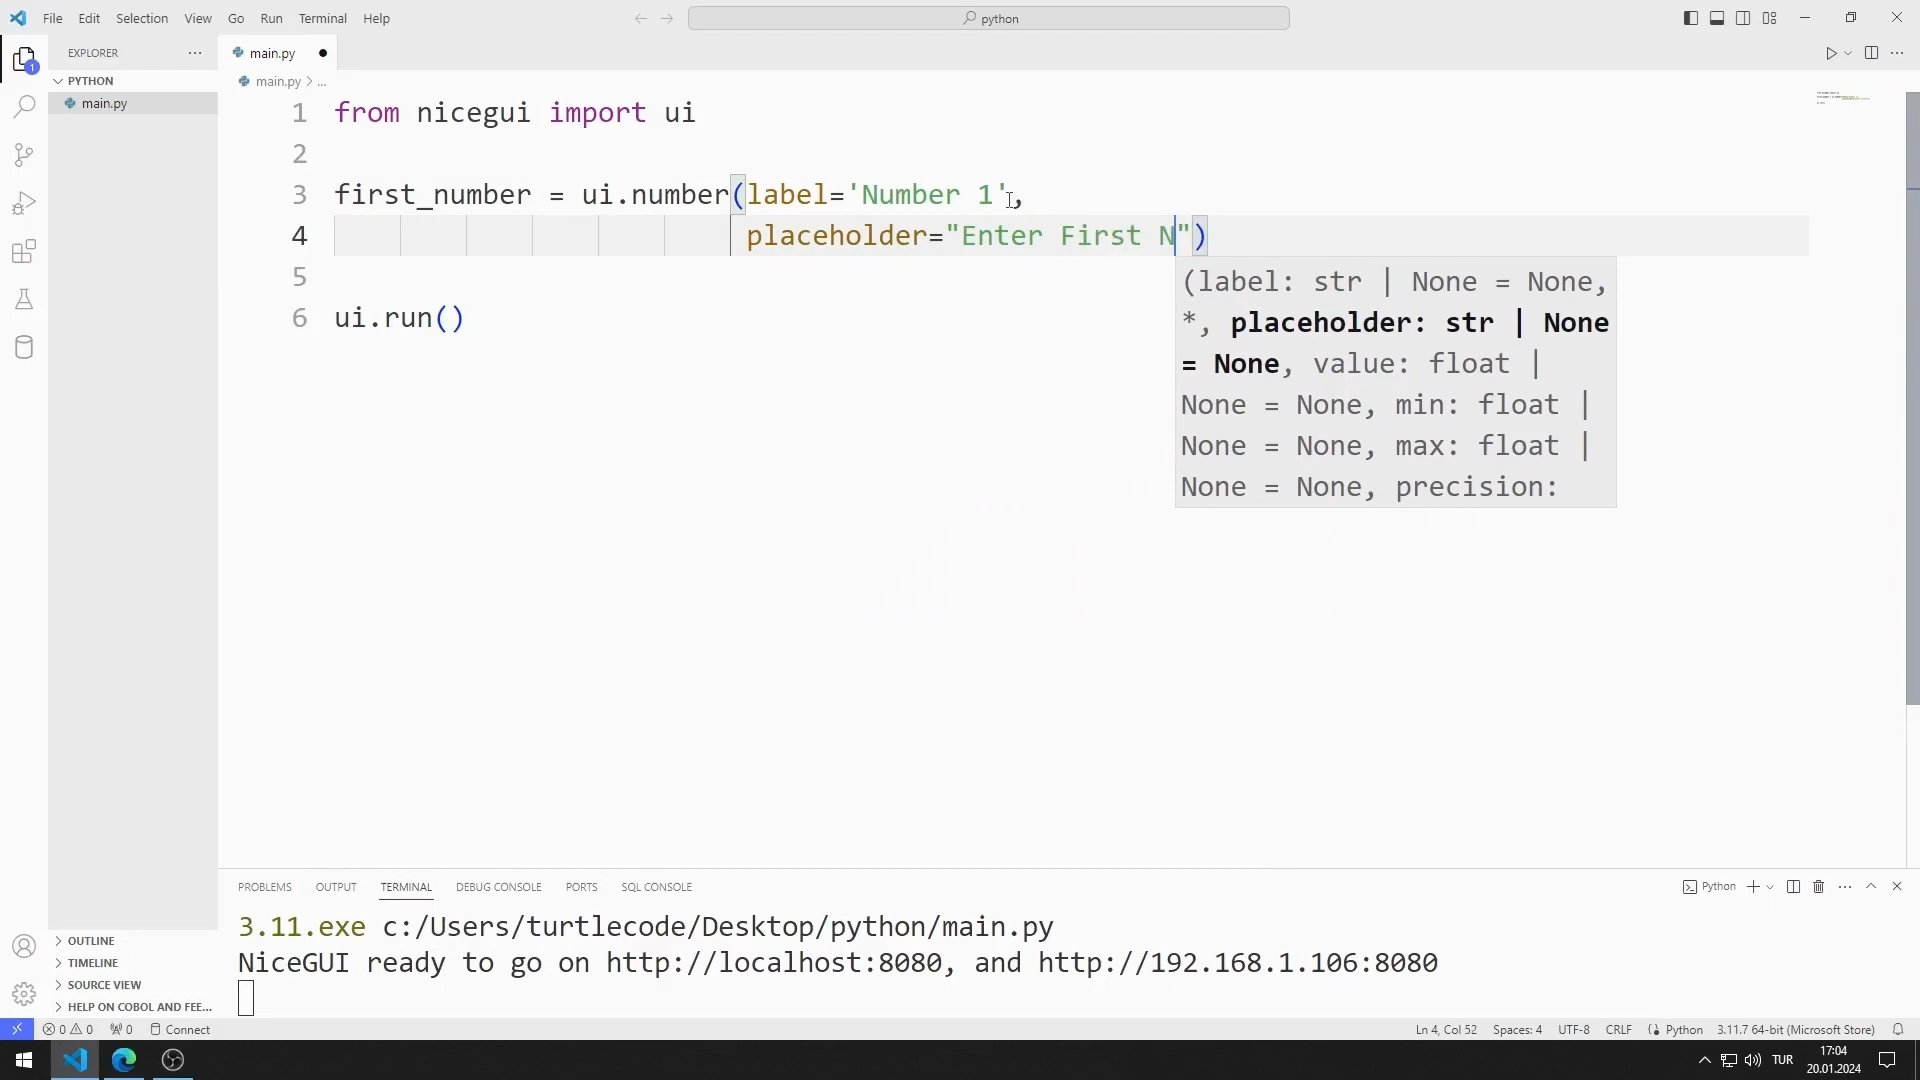 File Edit Selection View Go Run Terminal Help
python
EXPLORER
main.py
PYTHON
main.py > ...
main.py
1
1 from nicegui import ui
2
3 first_number = ui.number(label='Number 1',
4 placeholder="Enter First N")
5
6 ui.run()
(label: str | None = None,
*, placeholder: str | None
= None, value: float |
None = None, min: float |
None = None, max: float |
None = None, precision:
PROBLEMS OUTPUT TERMINAL DEBUG CONSOLE PORTS SQL CONSOLE
Python
3.11.exe c:/Users/turtlecode/Desktop/python/main.py
NiceGUI ready to go on http://localhost:8080, and http://192.168.1.106:8080
OUTLINE
TIMELINE
SOURCE VIEW
HELP ON COBOL AND FEE...
0 0 0 Connect
Ln 4, Col 52 Spaces: 4 UTF-8 CRLF Python 3.11.7 64-bit (Microsoft Store)
TUR
17:04
20.01.2024